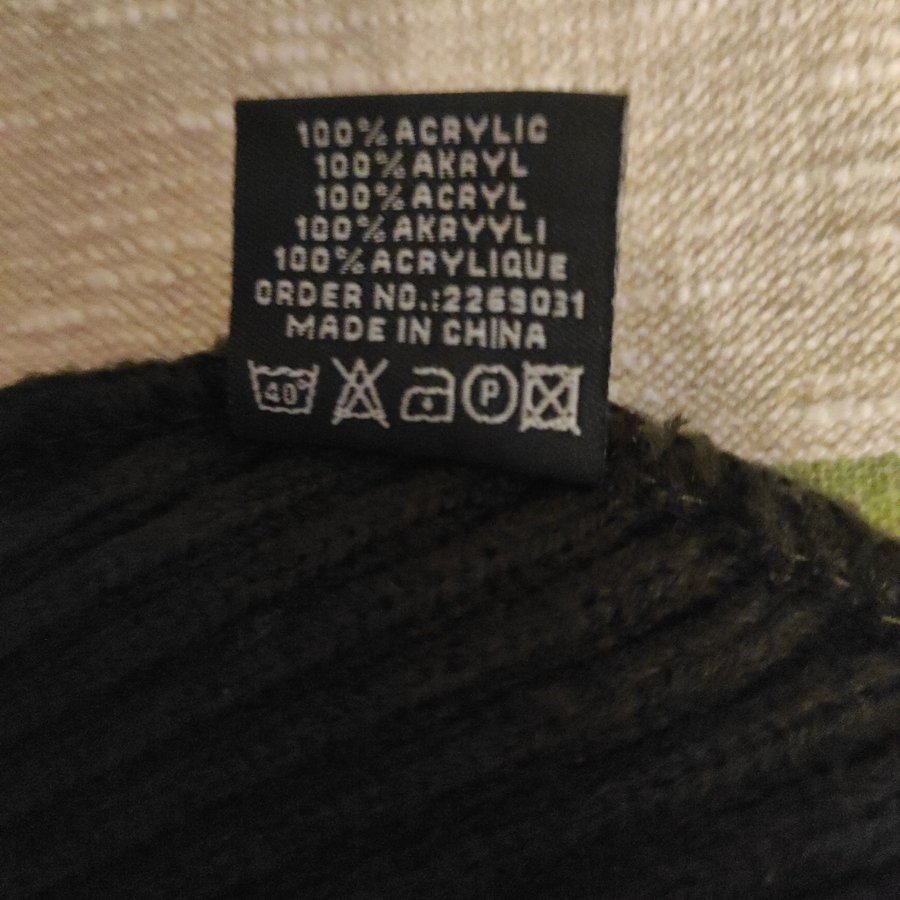 100% ACRYLIC
100% AKRYL
100% ACRYL
100% AKRYYLI
100% ACRYLIQUE
ORDER NO.:2269031
MADE IN CHINA
40° P